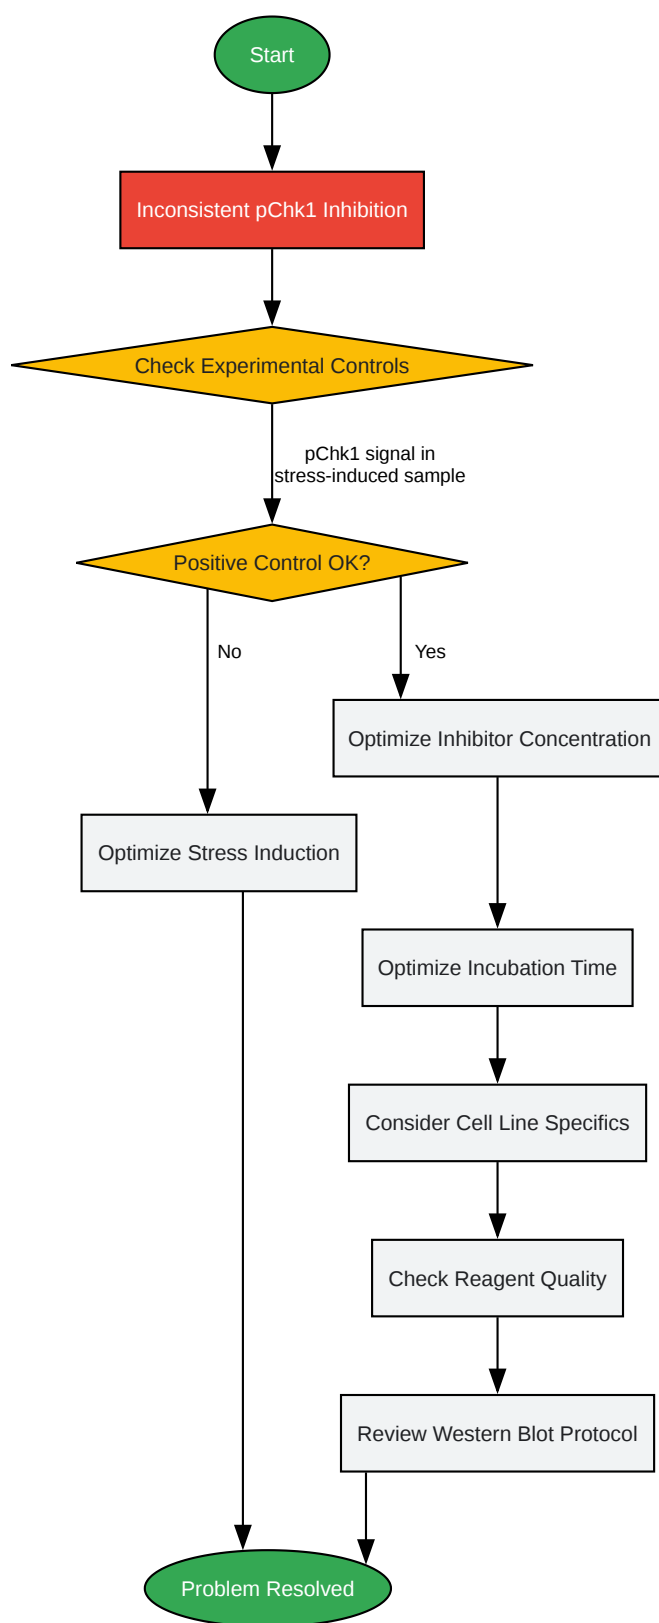 Start
Inconsistent pChk1 Inhibition
Check Experimental Controls
pChk1 signal in
stress-induced sample
Positive Control OK?
No
Yes
Optimize Inhibitor Concentration
Optimize Stress Induction
Optimize Incubation Time
Consider Cell Line Specifics
Check Reagent Quality
Review Western Blot Protocol
Problem Resolved